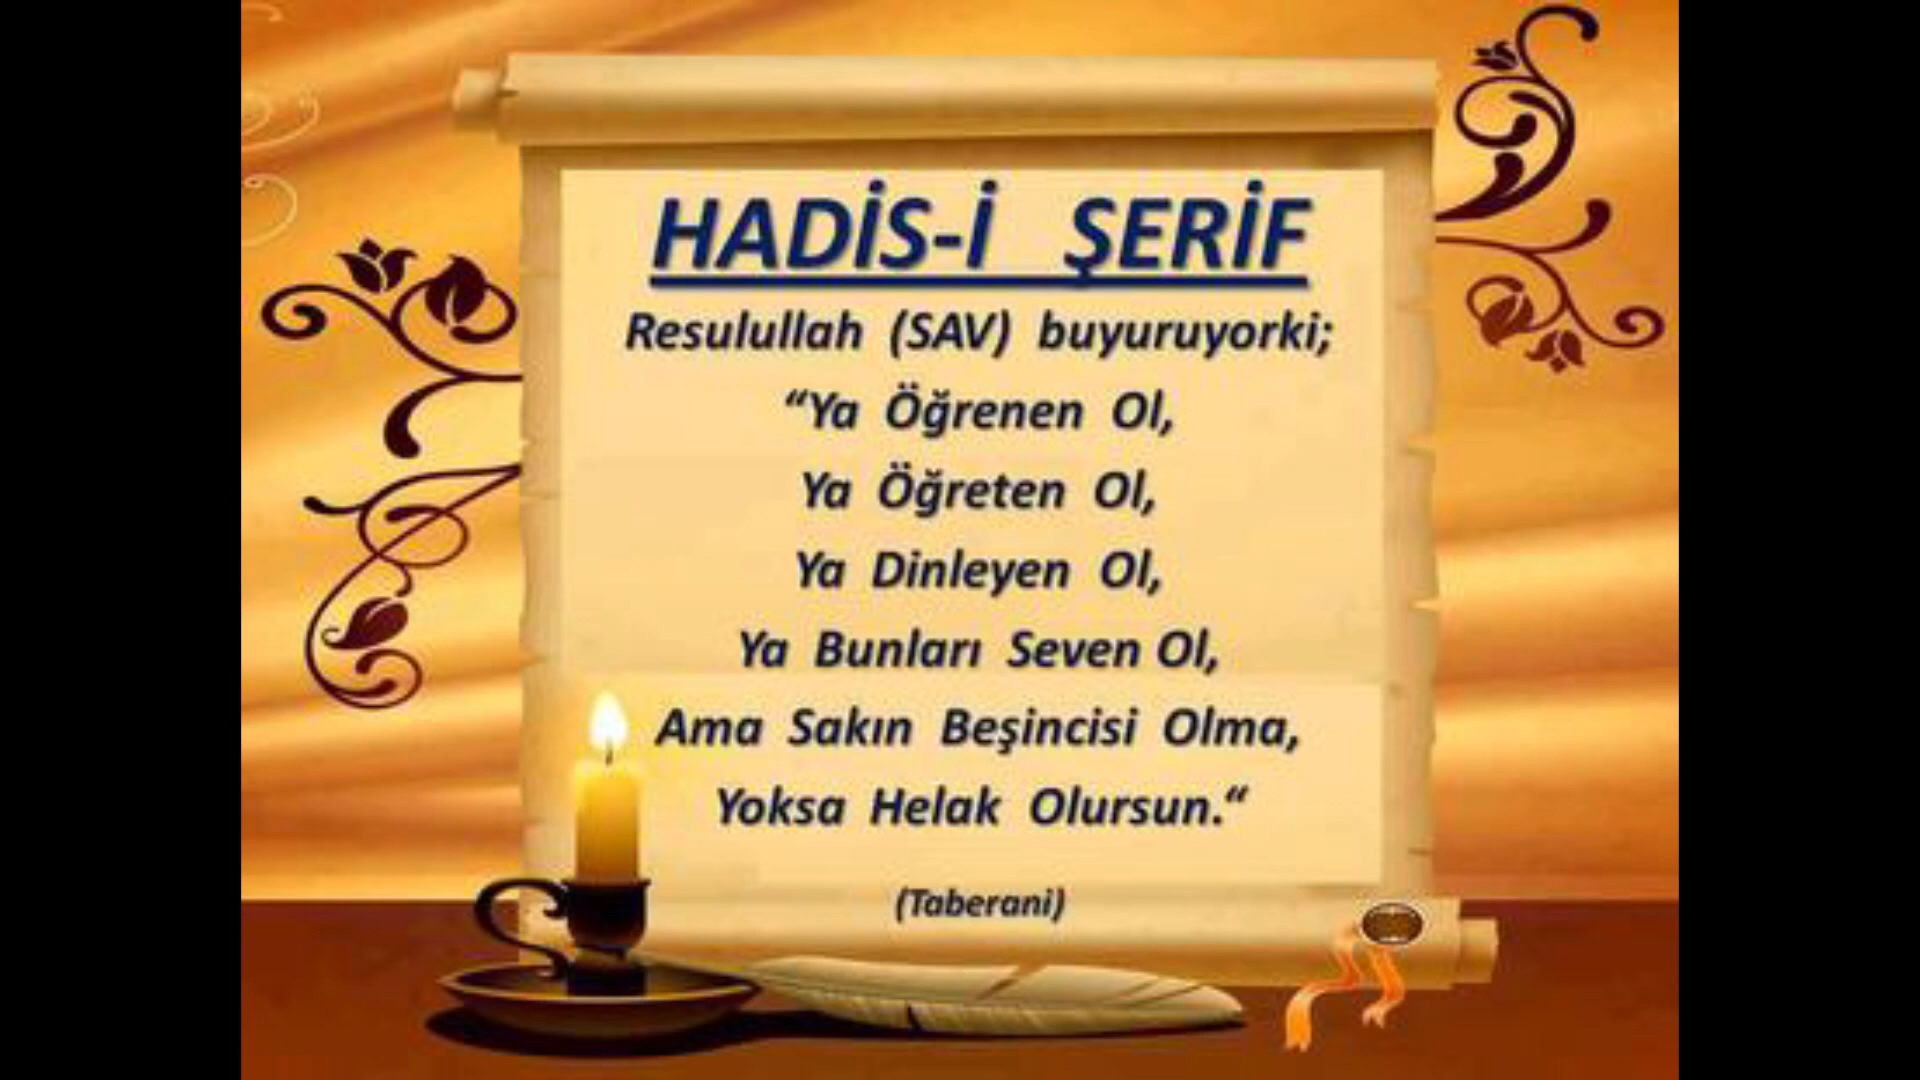 HADİS-İ ŞERİF
Resulullah (SAV) buyuruyorki;
“Ya Öğrenen Ol,
Ya Öğreten Ol,
Ya Dinleyen Ol,
Ya Bunları Seven Ol,
Ama Sakın Beşincisi Olma,
Yoksa Helak Olursun.“
(Taberani)